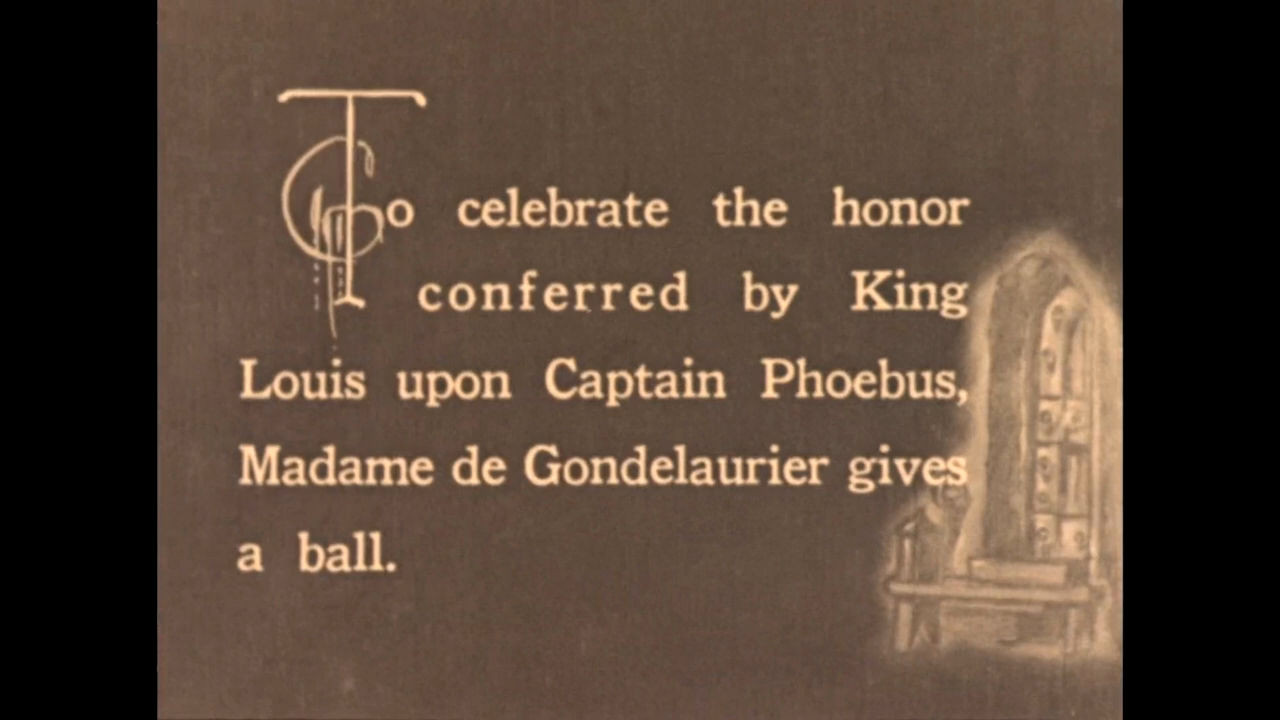 To celebrate the honor
conferred by King
Louis upon Captain Phoebus,
Madame de Gondelaurier gives
a ball.